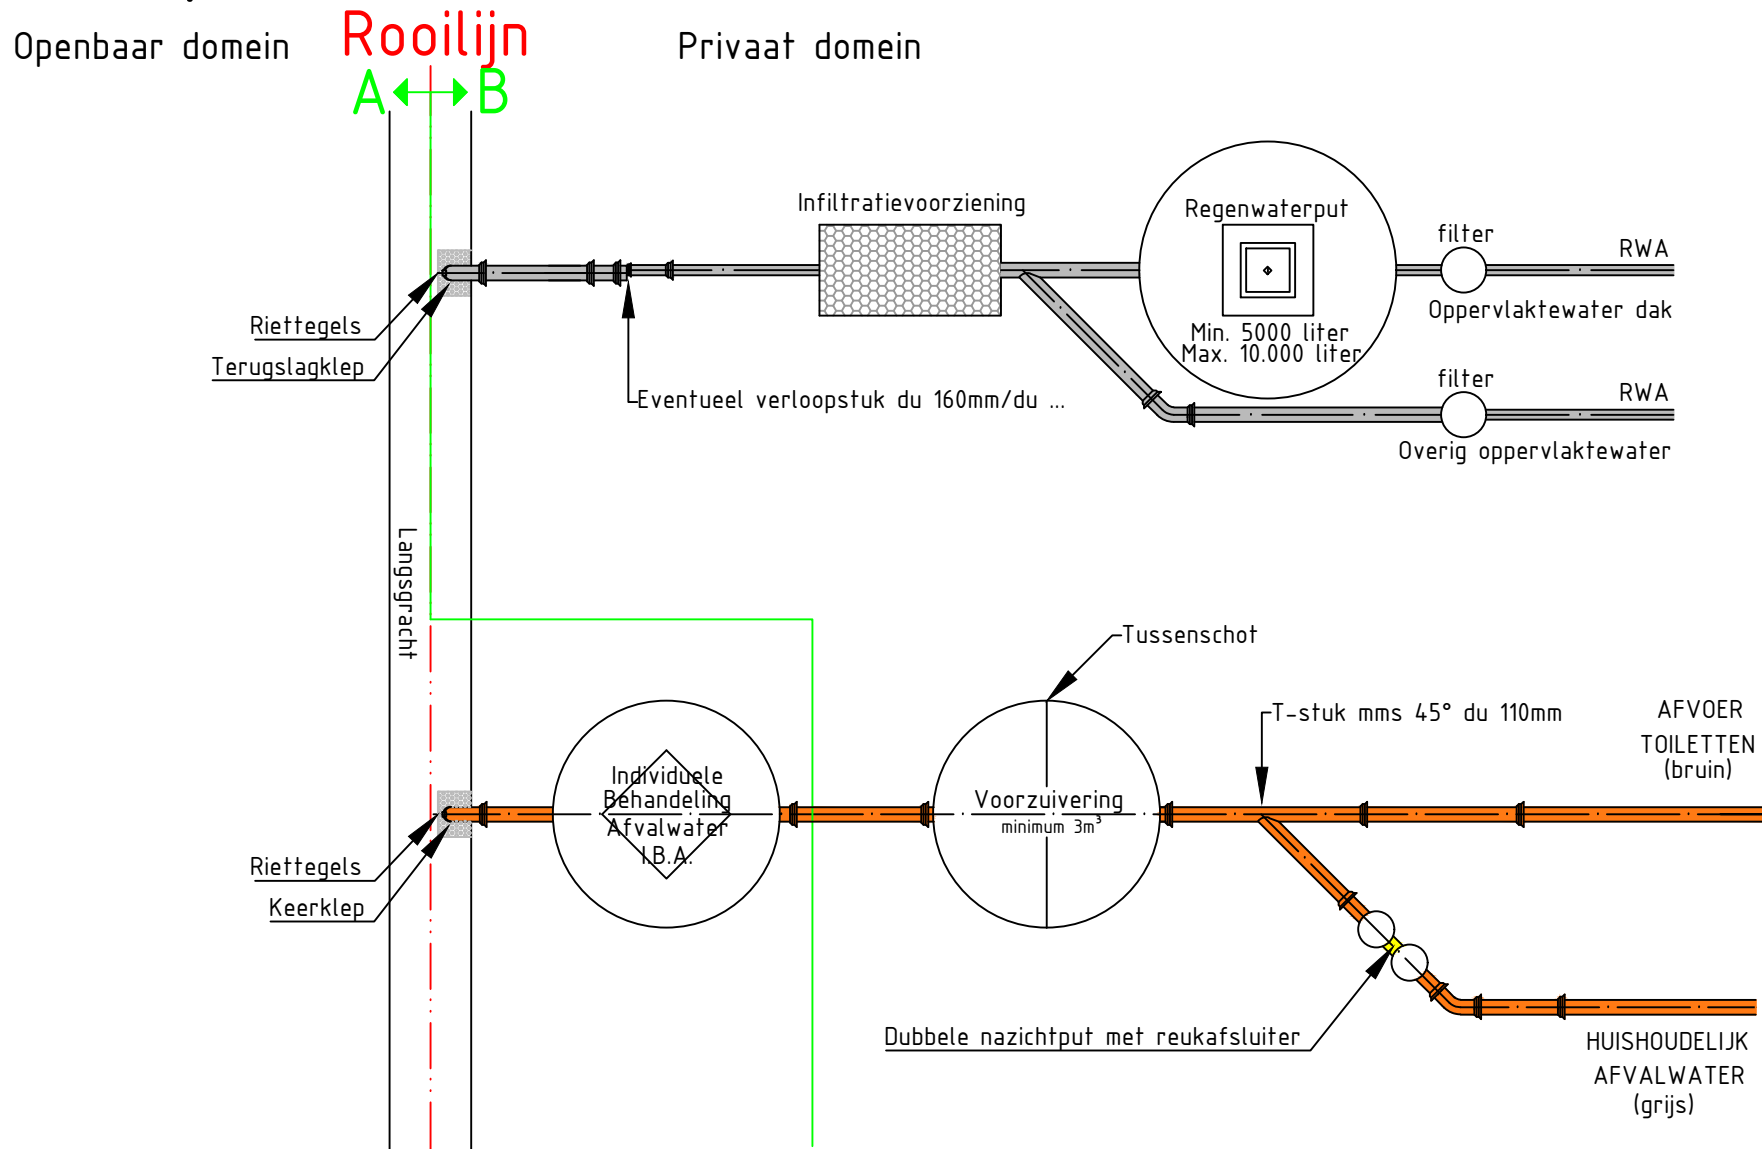 Openbaar domein
Rooilijn
Privaat domein
A
B
Infiltratievoorziening
Regenwaterput
Min. 5000 liter
Max. 10.000 liter
filter
RWA
Oppervlaktewater dak
filter
RWA
Overig oppervlaktewater
Riettegels
Terugslagklep
Eventueel verloopstuk du 160mm/du ...
Langsgracht
Tussenschot
T-stuk mms 45° du 110mm
AFVOER
TOILETTEN
(bruin)
Individuele
Behandeling
Afvalwater
I.B.A.
Voorzuivering
minimum 3m³
Riettegels
Keerklep
Dubbele nazichtput met reukafsluiter
HUISHOUDELIJK
AFVALWATER
(grijs)